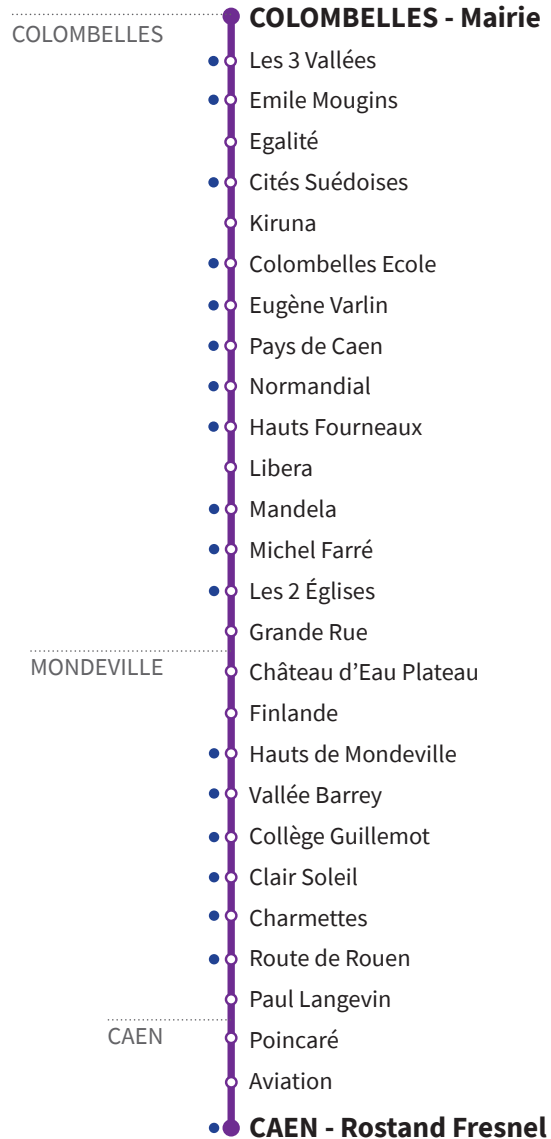 COLOMBELLES - Mairie
COLOMBELLES
Les 3 Vallées
Emile Mougins
Egalité
Cités Suédoises
Kiruna
Colombelles Ecole
Eugène Varlin
Pays de Caen
Normandial
Hauts Fourneaux
Libera
Mandela
Michel Farré
Les 2 Églises
Grande Rue
MONDEVILLE
Château d’Eau Plateau
Finlande
Hauts de Mondeville
Vallée Barrey
Collège Guillemot
Clair Soleil
Charmettes
Route de Rouen
Paul Langevin
CAEN
Poincaré
Aviation
CAEN - Rostand Fresnel